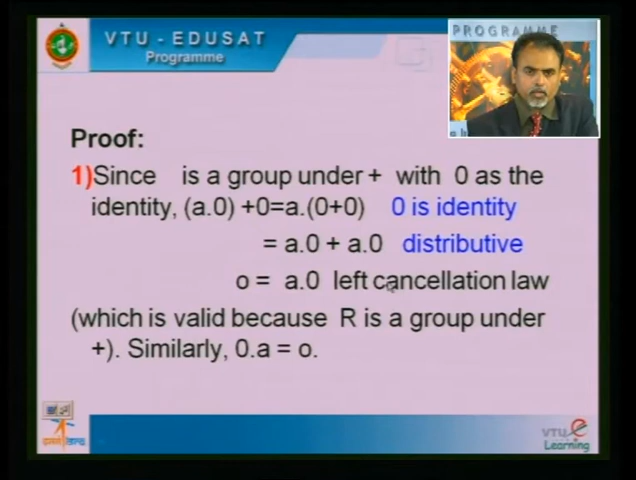 VTU - EDUSAT
Programme
PROGRAMME
Proof:
1)Since is a group under + with 0 as the
identity, (a.0) +0=a.(0+0) 0 is identity
= a.0 + a.0 distributive
o = a.0 left cancellation law
(which is valid because R is a group under
+). Similarly, 0.a = o.
VTU e
Learning